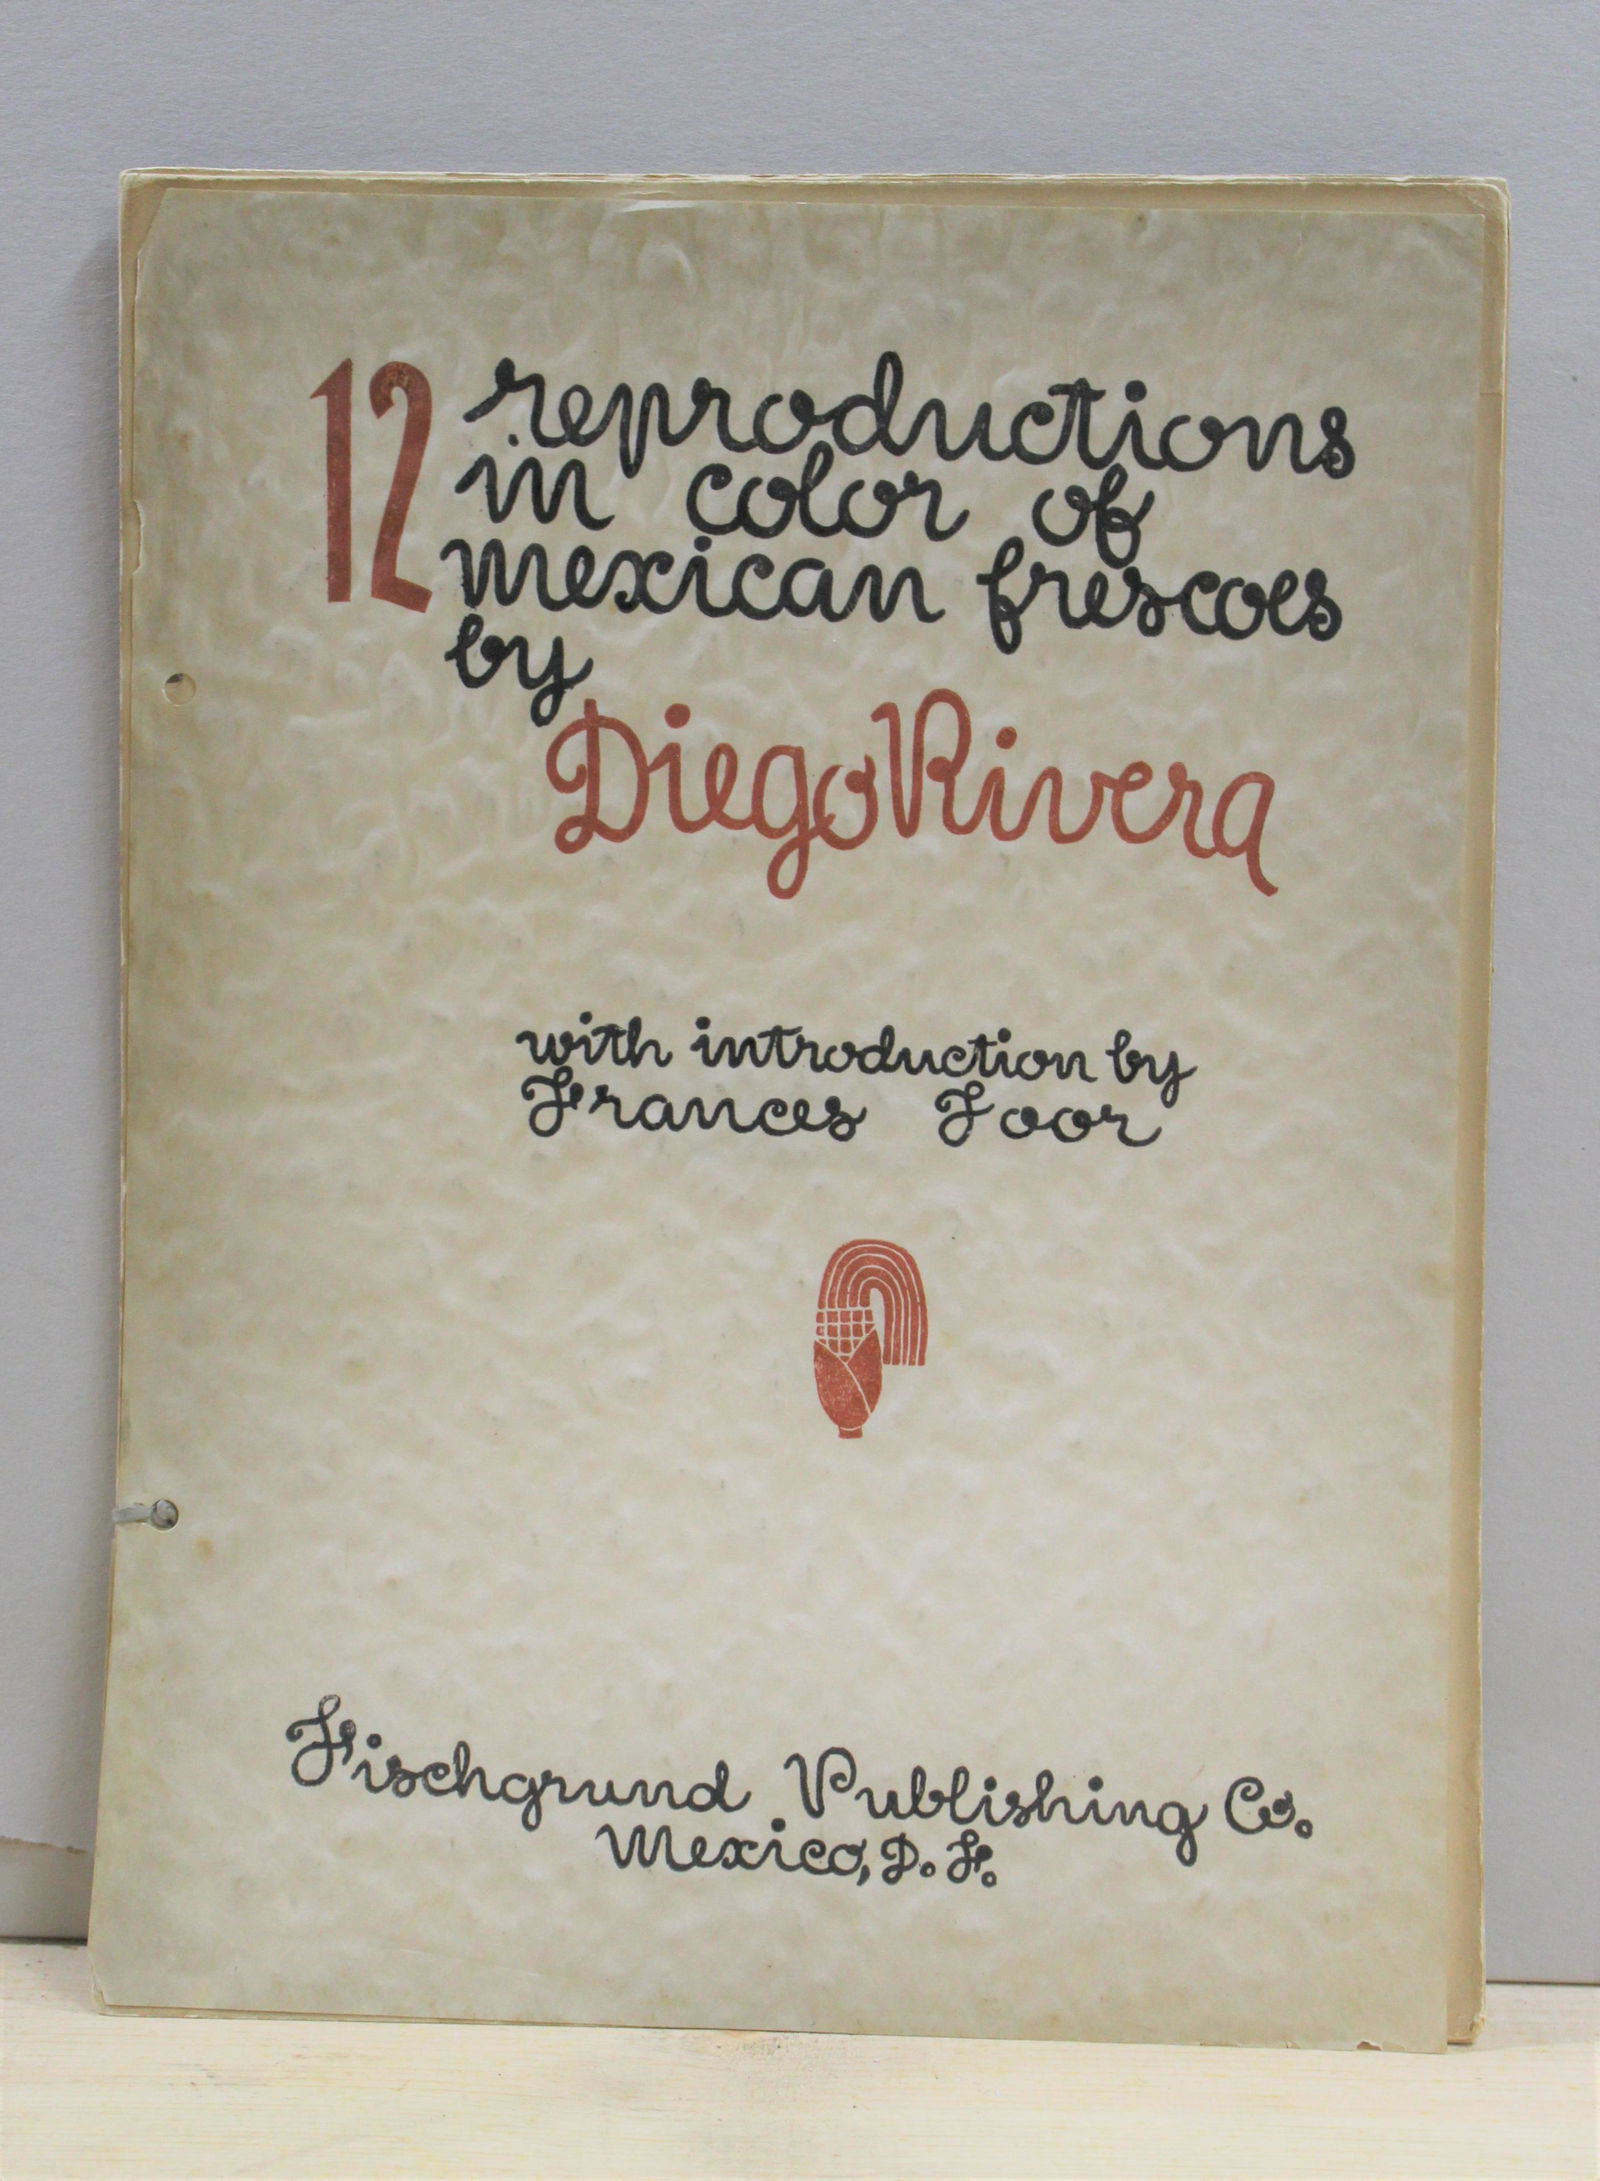 12 reproductions
in color of
mexican frescoes
by
Diego Rivera
with introduction by
Frances Toor
Fischgrund Publishing Co.
Mexico, D. F.